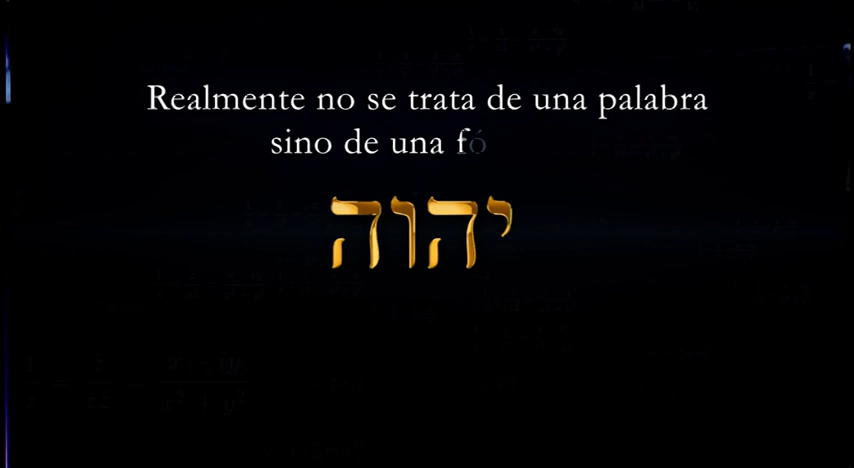 Realmente no se trata de una palabra
sino de una fó
יהוה